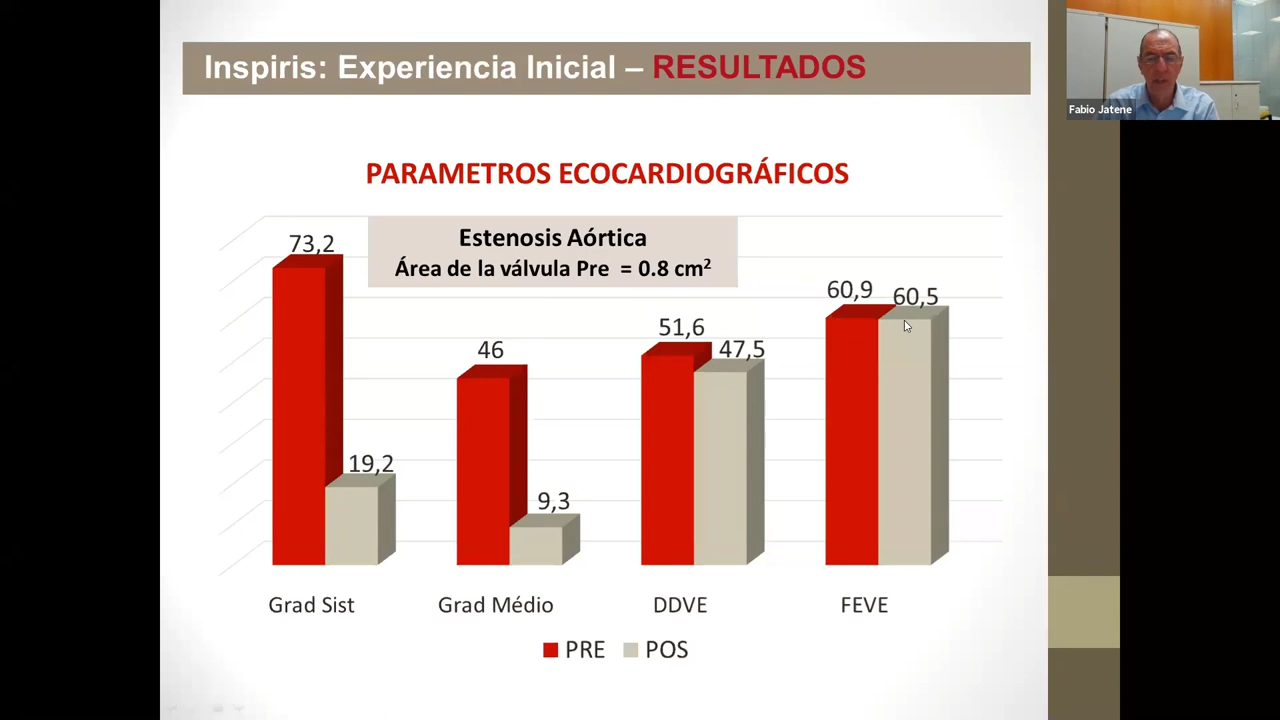 Inspiris: Experiencia Inicial – RESULTADOS
Fabio Jatene
PARAMETROS ECOCARDIOGRÁFICOS
Estenosis Aórtica
Área de la válvula Pre = 0.8 cm²
73,2
19,2
46
9,3
51,6
47,5
60,9
60,5
Grad Sist
Grad Médio
DDVE
FEVE
PRE
POS